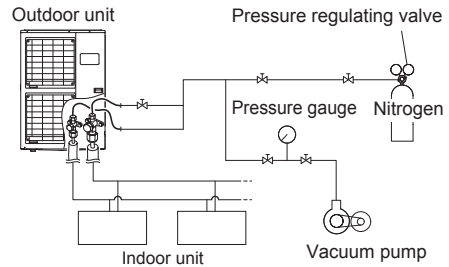 Outdoor unit
Pressure regulating valve
Pressure gauge
Nitrogen
Indoor unit
Vacuum pump